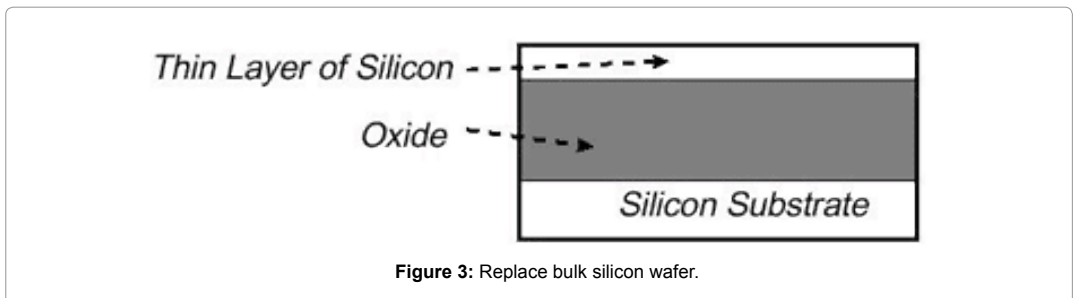 Thin Layer of Silicon
Oxide
Silicon Substrate
Figure 3: Replace bulk silicon wafer.